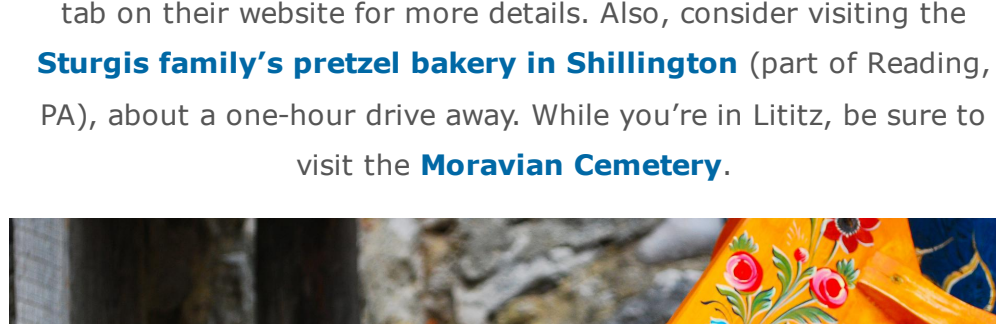 tab on their website for more details. Also, consider visiting the
Sturgis family’s pretzel bakery in Shillington (part of Reading,
PA), about a one-hour drive away. While you’re in Lititz, be sure to
visit the Moravian Cemetery.